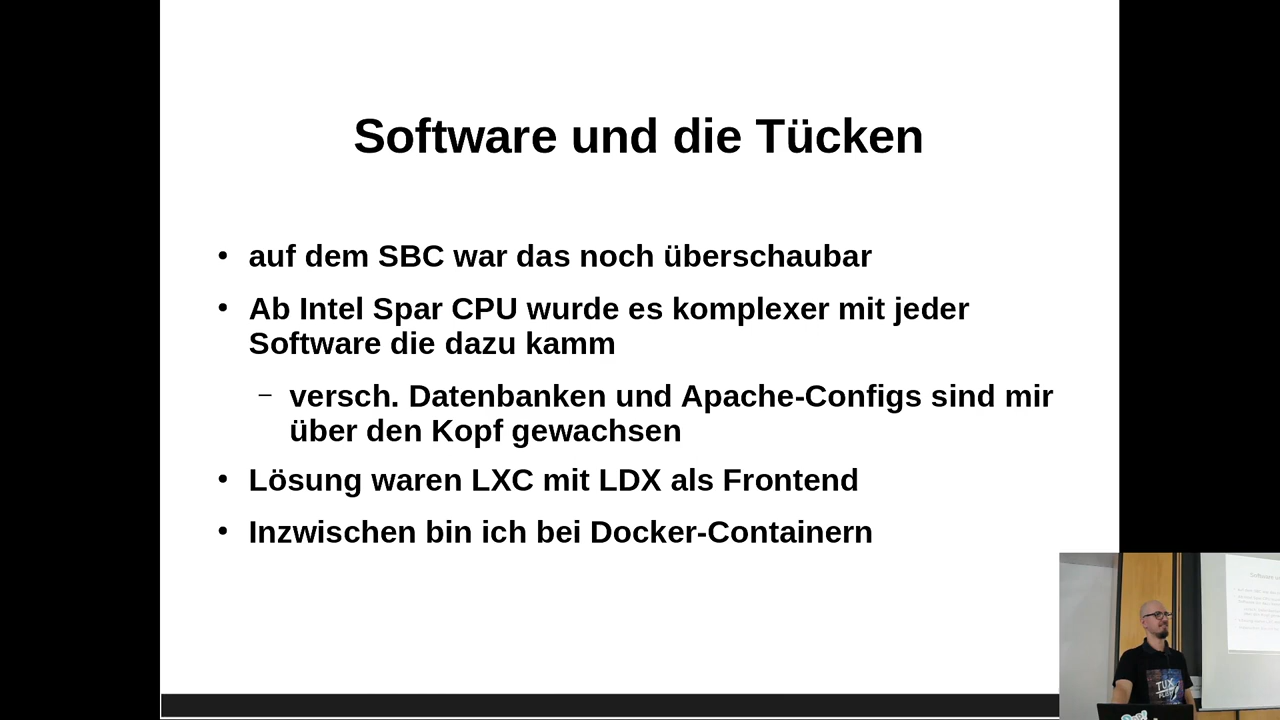 Software und die Tücken
• auf dem SBC war das noch überschaubar
• Ab Intel Spar CPU wurde es komplexer mit jeder
Software die dazu kamm
– versch. Datenbanken und Apache-Configs sind mir
über den Kopf gewachsen
• Lösung waren LXC mit LDX als Frontend
• Inzwischen bin ich bei Docker-Containern
TUX